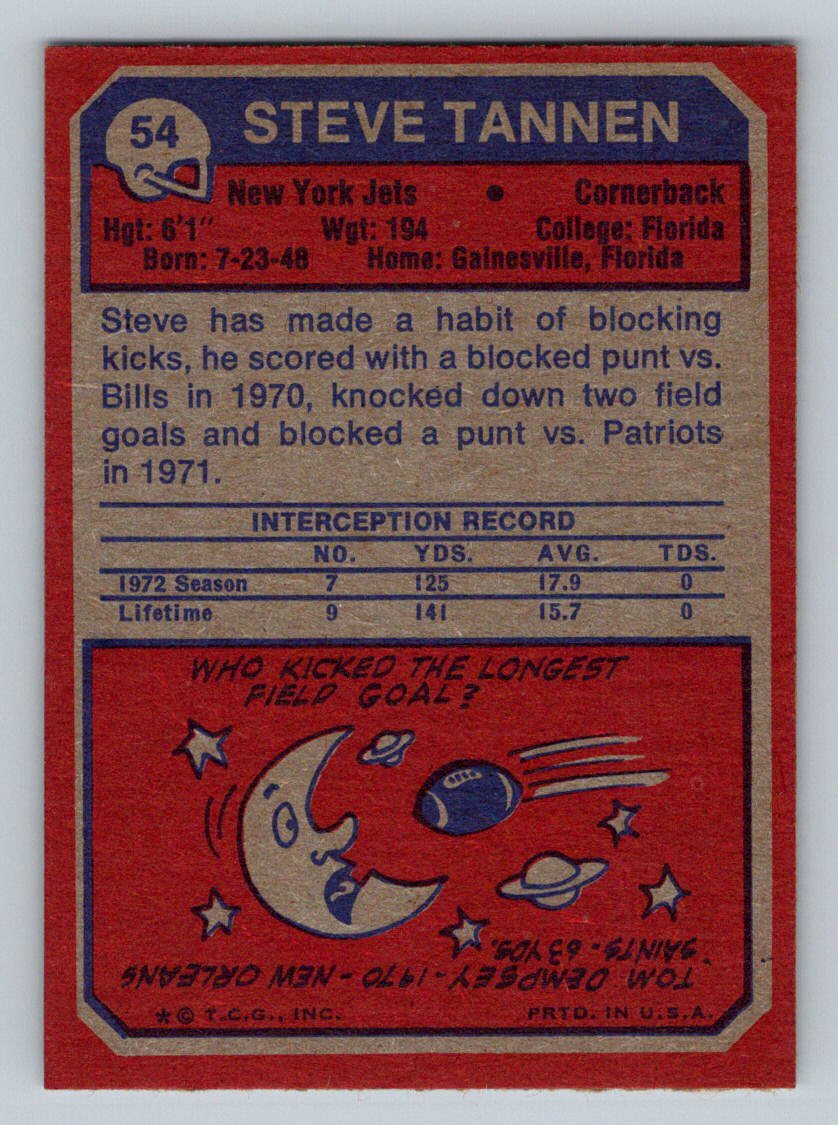 54
STEVE TANNEN
New York Jets • Cornerback
Hgt: 6'1" Wgt: 194 College: Florida
Born: 7-23-48 Home: Gainesville, Florida
Steve has made a habit of blocking
kicks, he scored with a blocked punt vs.
Bills in 1970, knocked down two field
goals and blocked a punt vs. Patriots
in 1971.
INTERCEPTION RECORD
NO. YDS. AVG. TDS.
1972 Season 7 125 17.9 0
Lifetime 9 141 15.7 0
WHO KICKED THE LONGEST
FIELD GOAL?
TOM DEMPSEY-1970-NEW ORLEANS
SAINTS-63 YDS.
*© T.C.G., INC. PRTD. IN U.S.A.